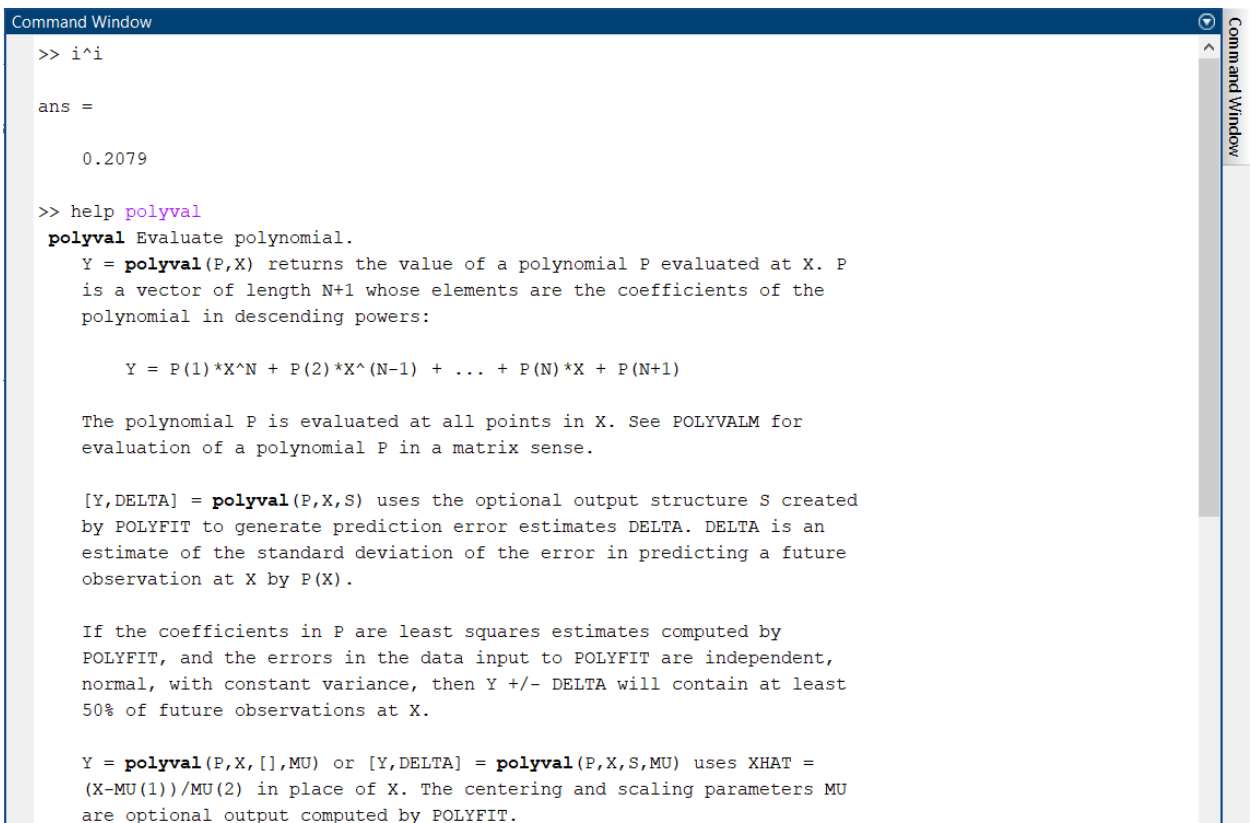 Command Window
Command Window
>> i^i
ans =
0.2079
>> help polyval
polyval Evaluate polynomial.
Y = polyval(P,X) returns the value of a polynomial P evaluated at X. P
is a vector of length N+1 whose elements are the coefficients of the
polynomial in descending powers:
Y = P(1)*X^N + P(2)*X^(N-1) + ... + P(N)*X + P(N+1)
The polynomial P is evaluated at all points in X. See POLYVALM for
evaluation of a polynomial P in a matrix sense.
[Y,DELTA] = polyval(P,X,S) uses the optional output structure S created
by POLYFIT to generate prediction error estimates DELTA. DELTA is an
estimate of the standard deviation of the error in predicting a future
observation at X by P(X).
If the coefficients in P are least squares estimates computed by
POLYFIT, and the errors in the data input to POLYFIT are independent,
normal, with constant variance, then Y +/- DELTA will contain at least
50% of future observations at X.
Y = polyval(P,X,[],MU) or [Y,DELTA] = polyval(P,X,S,MU) uses XHAT =
(X-MU(1))/MU(2) in place of X. The centering and scaling parameters MU
are optional output computed by POLYFIT.